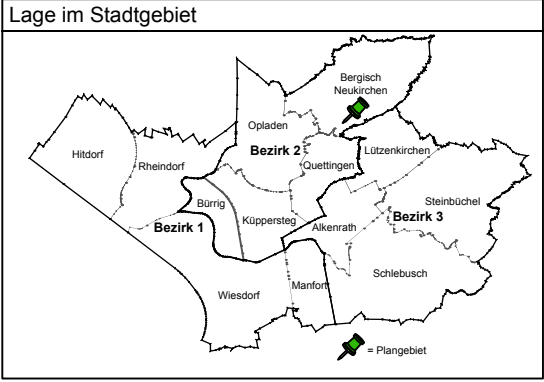 Lage im Stadtgebiet
Bergisch
Neukirchen
Opladen
Bezirk 2
Lützenkirchen
Hitdorf
Rheindorf
Quettingen
Bürrig
Steinbüchel
Küppersteg
Bezirk 3
Bezirk 1
Alkenrath
Schlebusch
Wiesdorf
Manfort
= Plangebiet